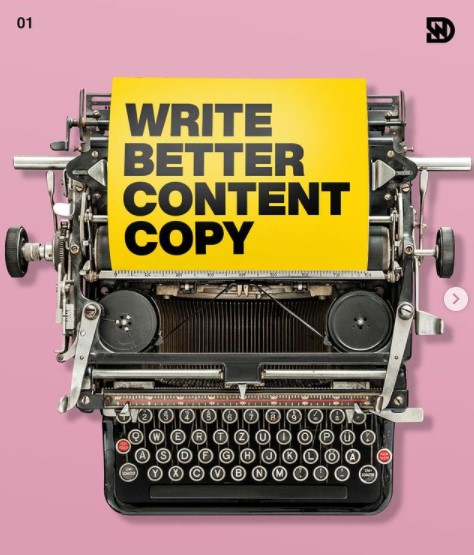 01
WRITE
BETTER
CONTENT
COPY
Q W E R T Z U I O P Ü
A S D F G H J K L Ö Ä
Y X C V B N M